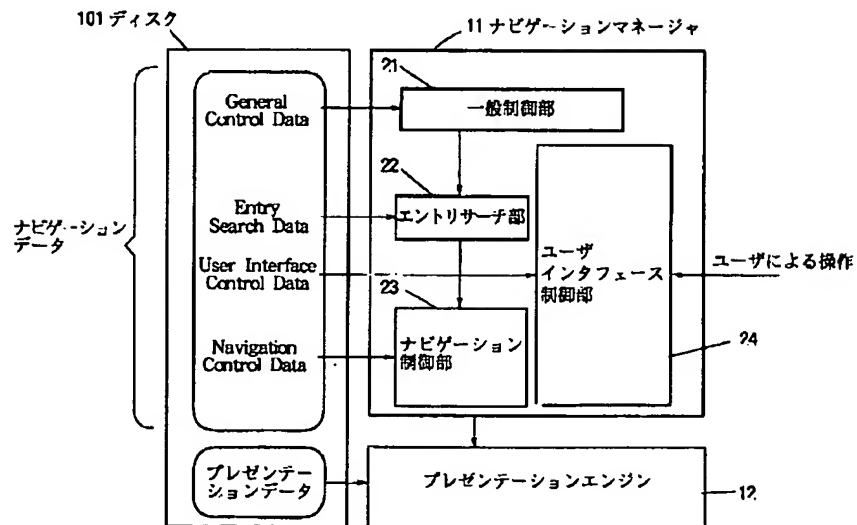 101 ディスク
11 ナビゲーションマネージャ
21
General
Control Data
一般制御部
22
Entry
Search Data
エントリサーチ部
ナビゲーション
データ
User Interface
Control Data
ユーザ
インタフェース
制御部
ユーザによる操作
23
Navigation
Control Data
ナビゲーション
制御部
24
プレゼンテー
ションデータ
プレゼンテーションエンジン
12